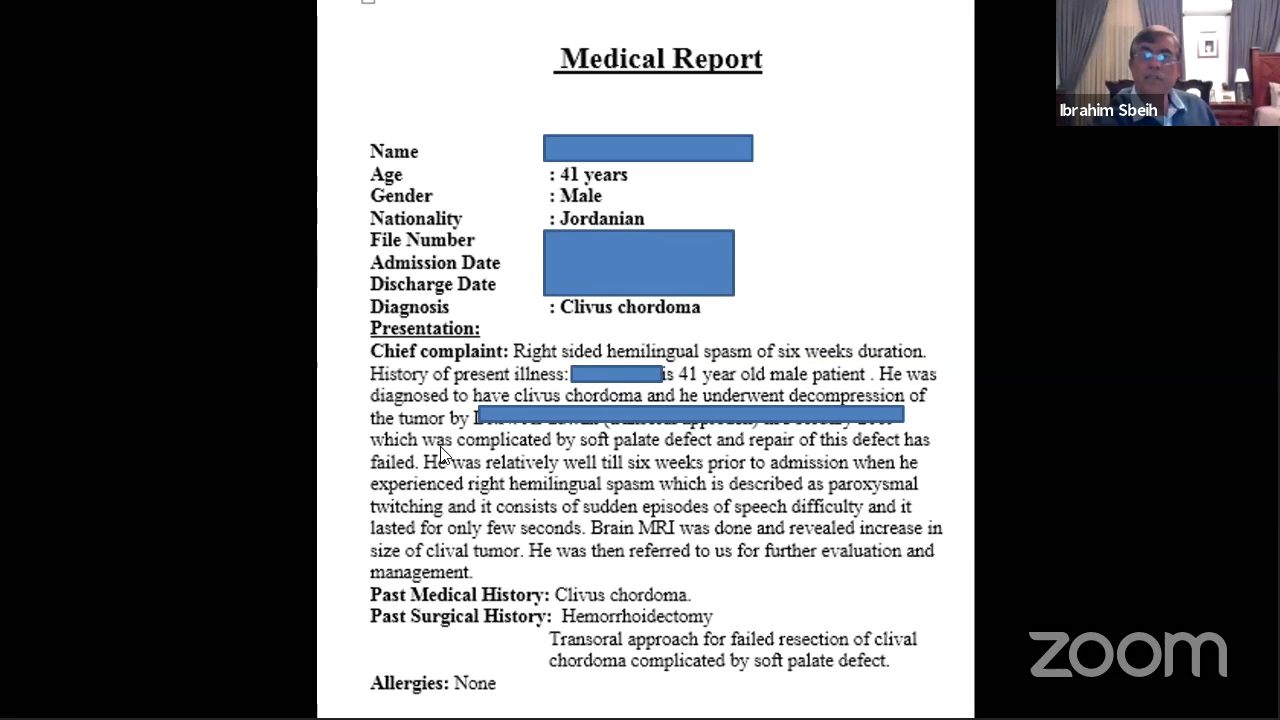 Medical Report
Ibrahim Sbeih
Name
Age : 41 years
Gender : Male
Nationality : Jordanian
File Number
Admission Date
Discharge Date
Diagnosis : Clivus chordoma
Presentation:
Chief complaint: Right sided hemilingual spasm of six weeks duration.
History of present illness: is 41 year old male patient . He was
diagnosed to have clivus chordoma and he underwent decompression of
the tumor by
which was complicated by soft palate defect and repair of this defect has
failed. He was relatively well till six weeks prior to admission when he
experienced right hemilingual spasm which is described as paroxysmal
twitching and it consists of sudden episodes of speech difficulty and it
lasted for only few seconds. Brain MRI was done and revealed increase in
size of clival tumor. He was then referred to us for further evaluation and
management.
Past Medical History: Clivus chordoma.
Past Surgical History: Hemorrhoidectomy
Transoral approach for failed resection of clival
chordoma complicated by soft palate defect.
Allergies: None
zoom